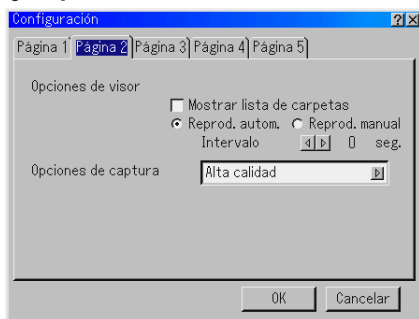 Configuración
Página 1 Página 2 Página 3 Página 4 Página 5
Opciones de visor
Mostrar lista de carpetas
Reprod. autom. Reprod. manual
Intervalo 0 seg.
Opciones de captura Alta calidad
OK Cancelar